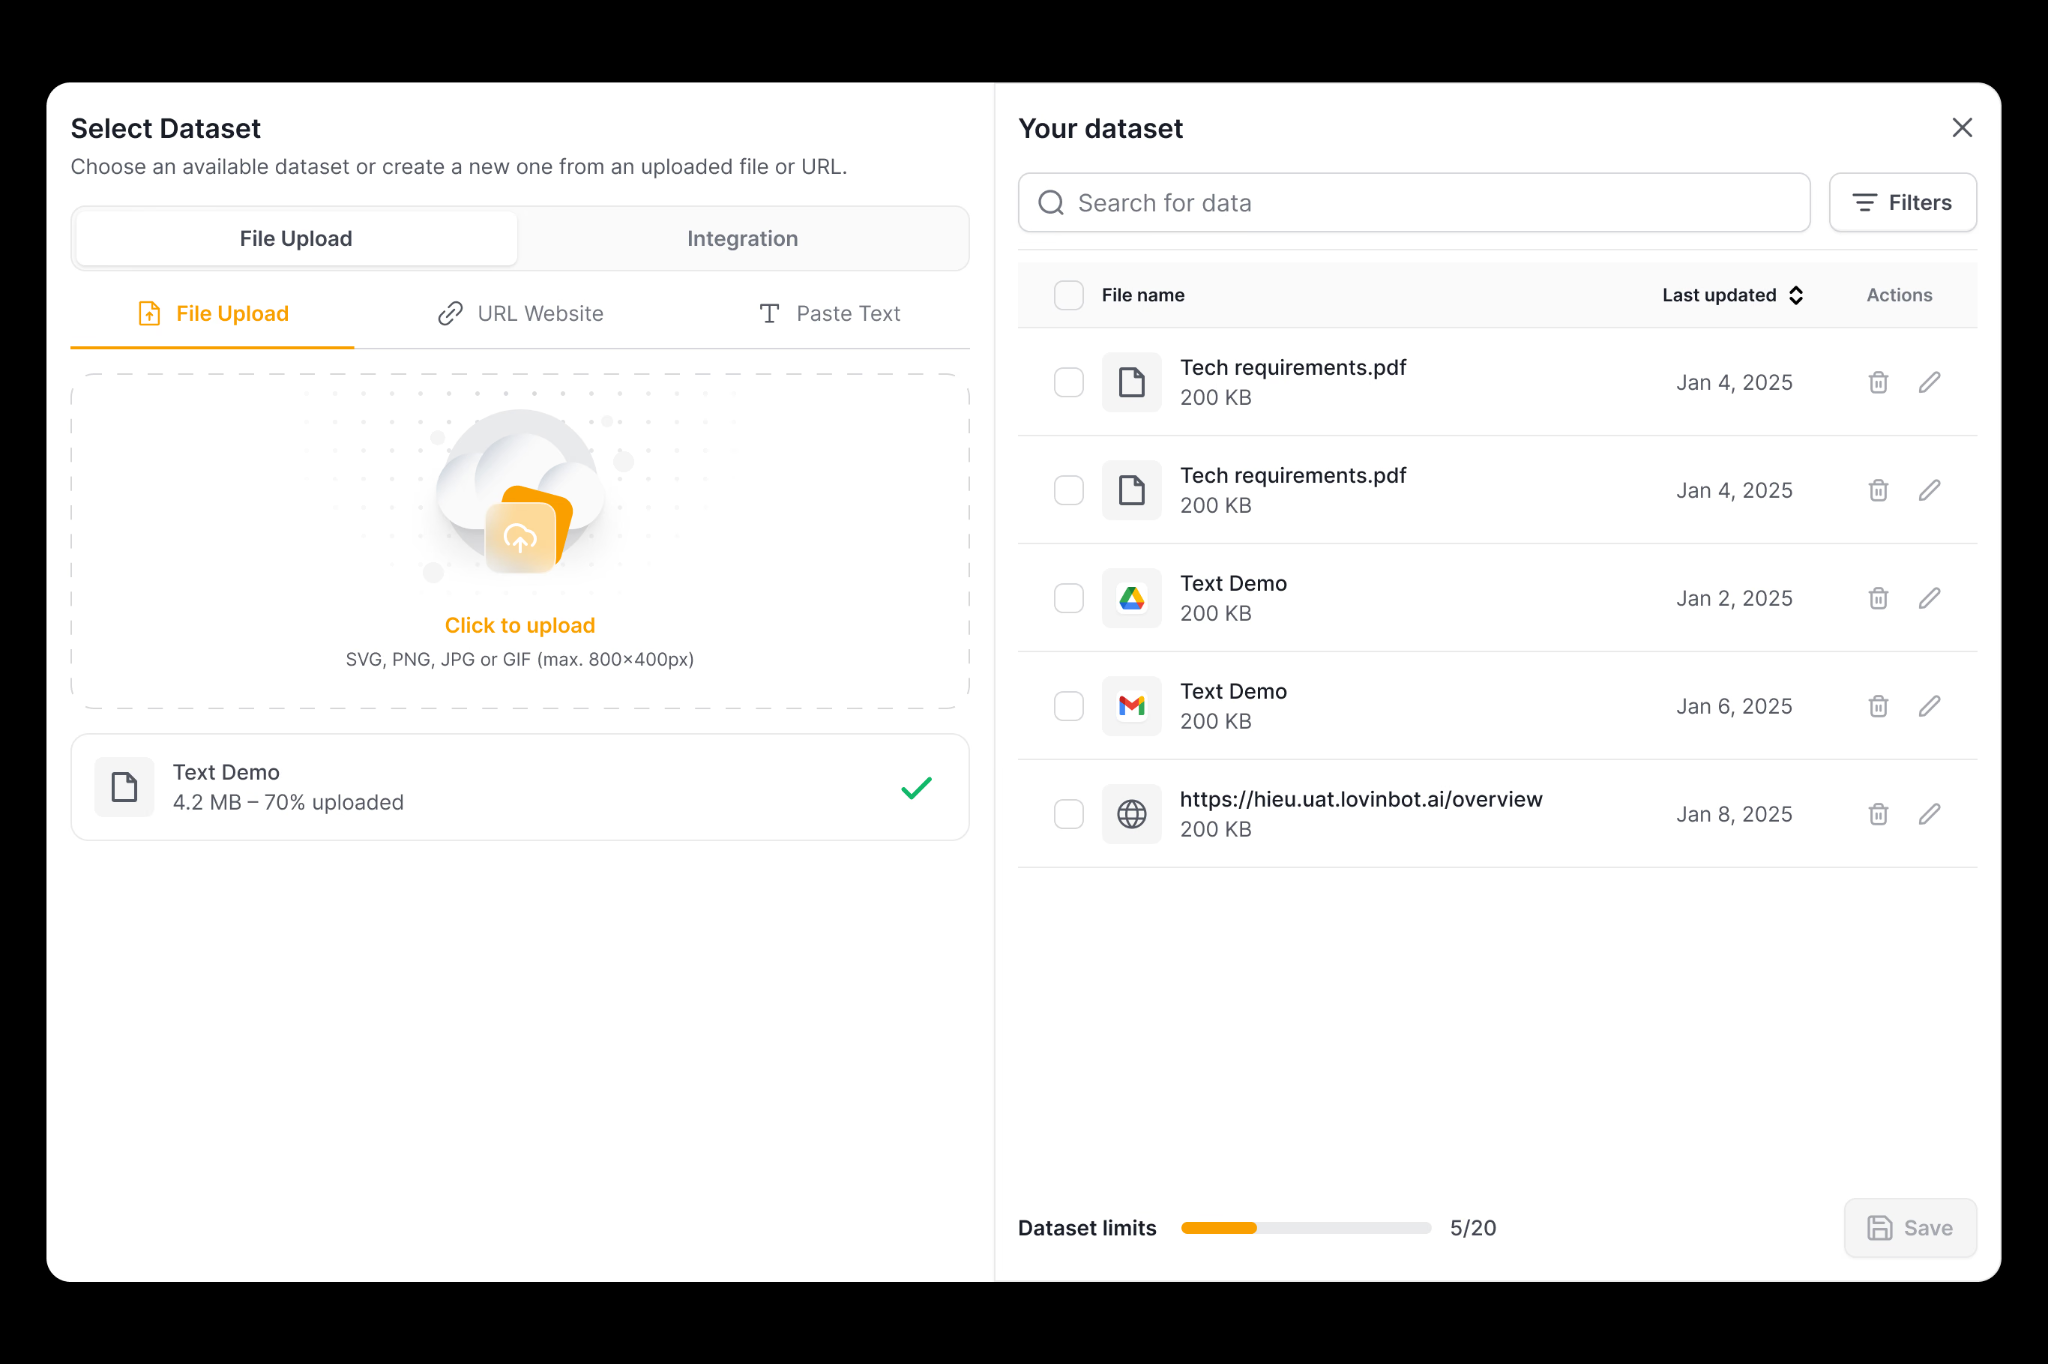 Select Dataset
Choose an available dataset or create a new one from an uploaded file or URL.
File Upload
Integration
File Upload
URL Website
Paste Text
Click to upload
SVG, PNG, JPG or GIF (max. 800×400px)
Text Demo
4.2 MB – 70% uploaded
Your dataset
Search for data
Filters
File name
Last updated
Actions
Tech requirements.pdf
200 KB
Jan 4, 2025
Tech requirements.pdf
200 KB
Jan 4, 2025
Text Demo
200 KB
Jan 2, 2025
Text Demo
200 KB
Jan 6, 2025
https://hieu.uat.lovinbot.ai/overview
200 KB
Jan 8, 2025
Dataset limits
5/20
Save